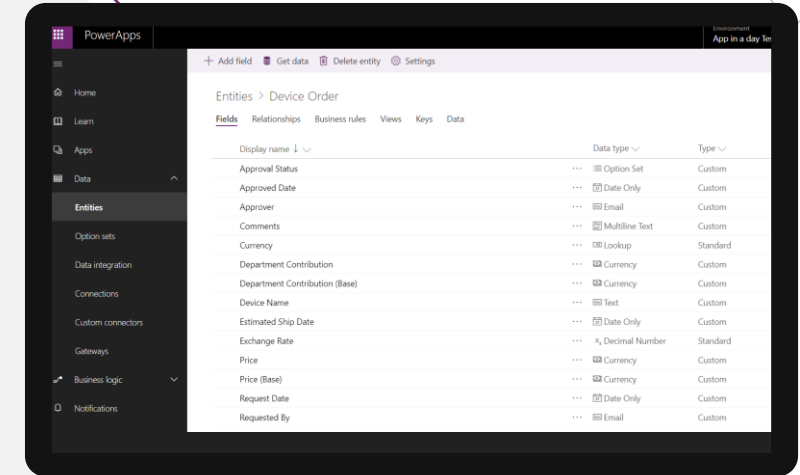 PowerApps
Environment
App in a day Tes
Add field Get data Delete entity Settings
Home
Learn
Apps
Data
Entities
Option sets
Data integration
Connections
Custom connectors
Gateways
Business logic
Notifications
Entities > Device Order
Fields Relationships Business rules Views Keys Data
Display name Data type Type
Approval Status ... Option Set Custom
Approved Date ... Date Only Custom
Approver ... Email Custom
Comments ... Multiline Text Custom
Currency ... Lookup Standard
Department Contribution ... Currency Custom
Department Contribution (Base) ... Currency Custom
Device Name ... Text Custom
Estimated Ship Date ... Date Only Custom
Exchange Rate ... Decimal Number Standard
Price ... Currency Custom
Price (Base) ... Currency Custom
Request Date ... Date Only Custom
Requested By ... Email Custom